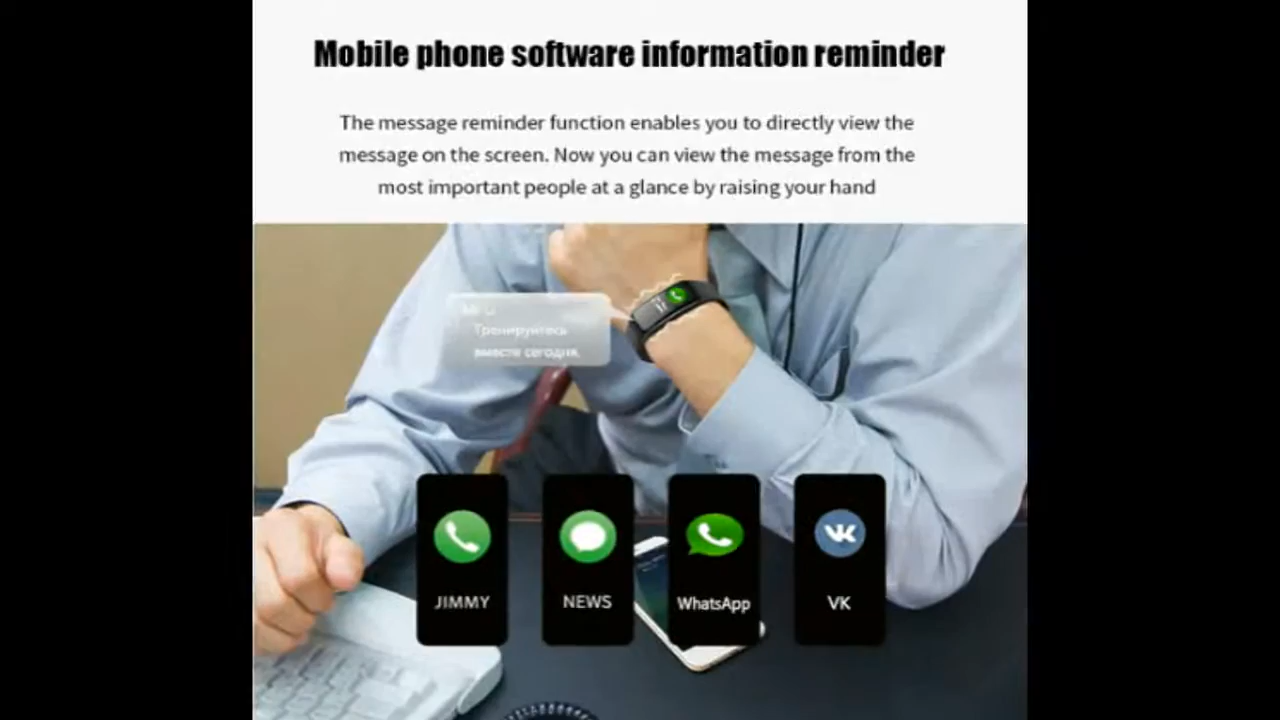 Mobile phone software information reminder
The message reminder function enables you to directly view the
message on the screen. Now you can view the message from the
most important people at a glance by raising your hand
Тренируйтесь
вместе сегодня.
JIMMY
NEWS
WhatsApp
VK